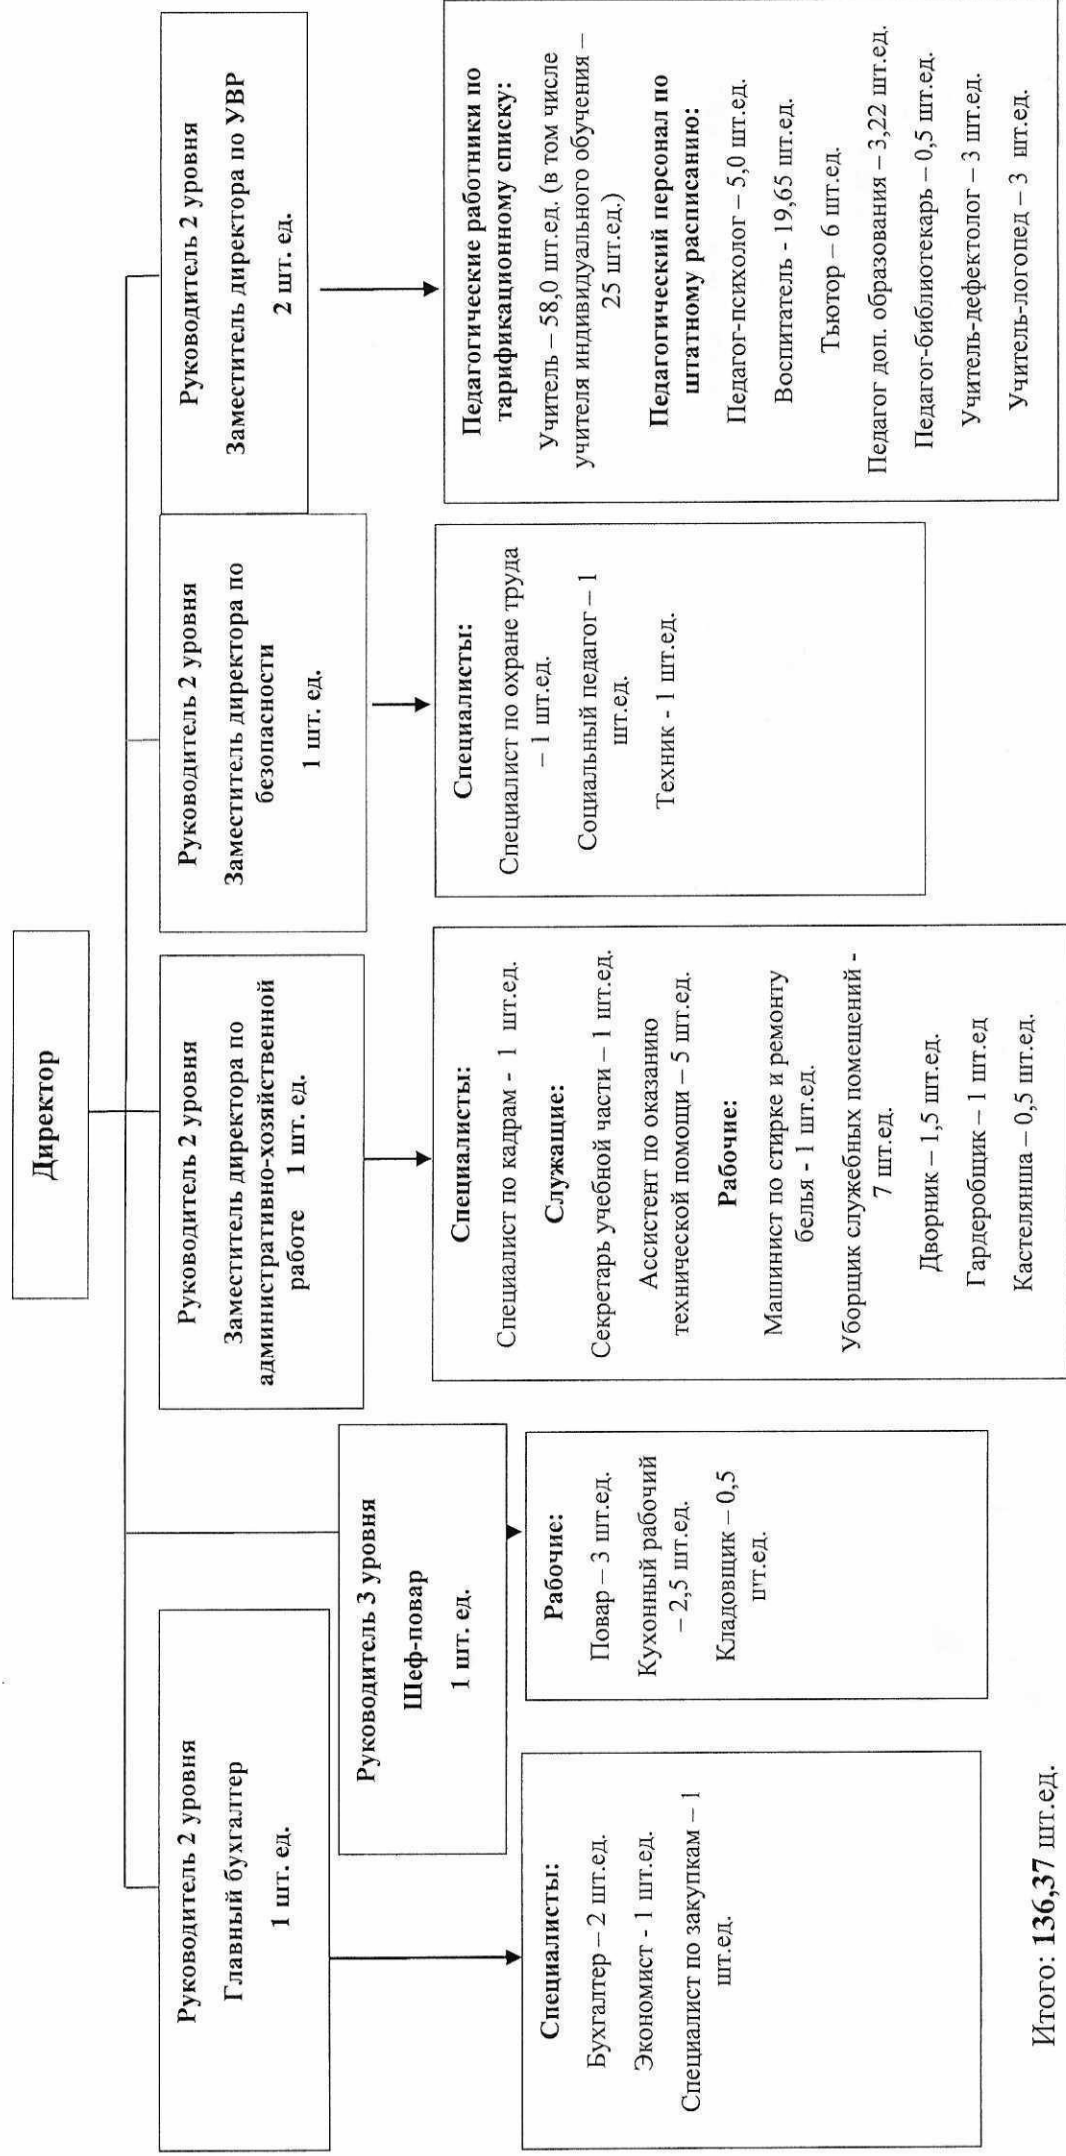 Директор
Руководитель 2 уровня
Главный бухгалтер
1 шт. ед.
Специалисты:
Бухгалтер – 2 шт.ед.
Экономист - 1 шт.ед.
Специалист по закупкам – 1
шт.ед.
Руководитель 3 уровня
Шеф-повар
1 шт. ед.
Рабочие:
Повар – 3 шт.ед.
Кухонный рабочий
– 2,5 шт.ед.
Кладовщик – 0,5
шт.ед.
Руководитель 2 уровня
Заместитель директора по
административно-хозяйственной
работе 1 шт. ед.
Специалисты:
Специалист по кадрам - 1 шт.ед.
Служащие:
Секретарь учебной части – 1 шт.ед.
Ассистент по оказанию
технической помощи – 5 шт.ед.
Рабочие:
Машинист по стирке и ремонту
белья - 1 шт.ед.
Уборщик служебных помещений -
7 шт.ед.
Дворник – 1,5 шт.ед.
Гардеробщик – 1 шт.ед
Кастелянша – 0,5 шт.ед.
Руководитель 2 уровня
Заместитель директора по
безопасности
1 шт. ед.
Специалисты:
Специалист по охране труда
– 1 шт.ед.
Социальный педагог – 1
шт.ед.
Техник - 1 шт.ед.
Руководитель 2 уровня
Заместитель директора по УВР
2 шт. ед.
Педагогические работники по
тарификационному списку:
Учитель – 58,0 шт.ед. (в том числе
учителя индивидуального обучения –
25 шт.ед.)
Педагогический персонал по
штатному расписанию:
Педагог-психолог – 5,0 шт.ед.
Воспитатель - 19,65 шт.ед.
Тьютор – 6 шт.ед.
Педагог доп. образования – 3,22 шт.ед.
Педагог-библиотекарь – 0,5 шт.ед.
Учитель-дефектолог – 3 шт.ед.
Учитель-логопед – 3 шт.ед.
Итого: 136,37 шт.ед.